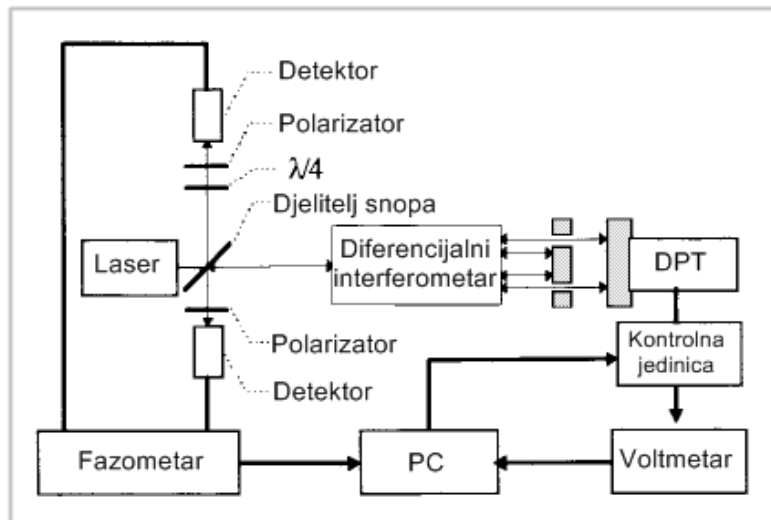 Detektor
Polarizator
λ/4
Djelitelj snopa
Laser
Diferencijalni
interferometar
DPT
Polarizator
Kontrolna
jedinica
Detektor
Fazometar
PC
Voltmetar